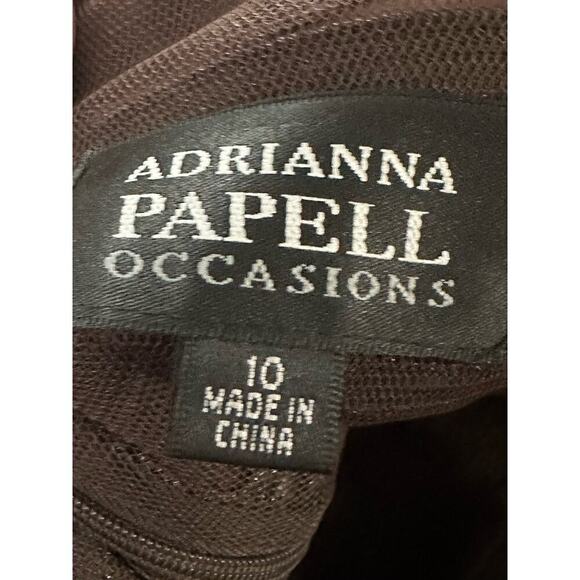 ADRIANNA
PAPELL
OCCASIONS
10
MADE IN
CHINA